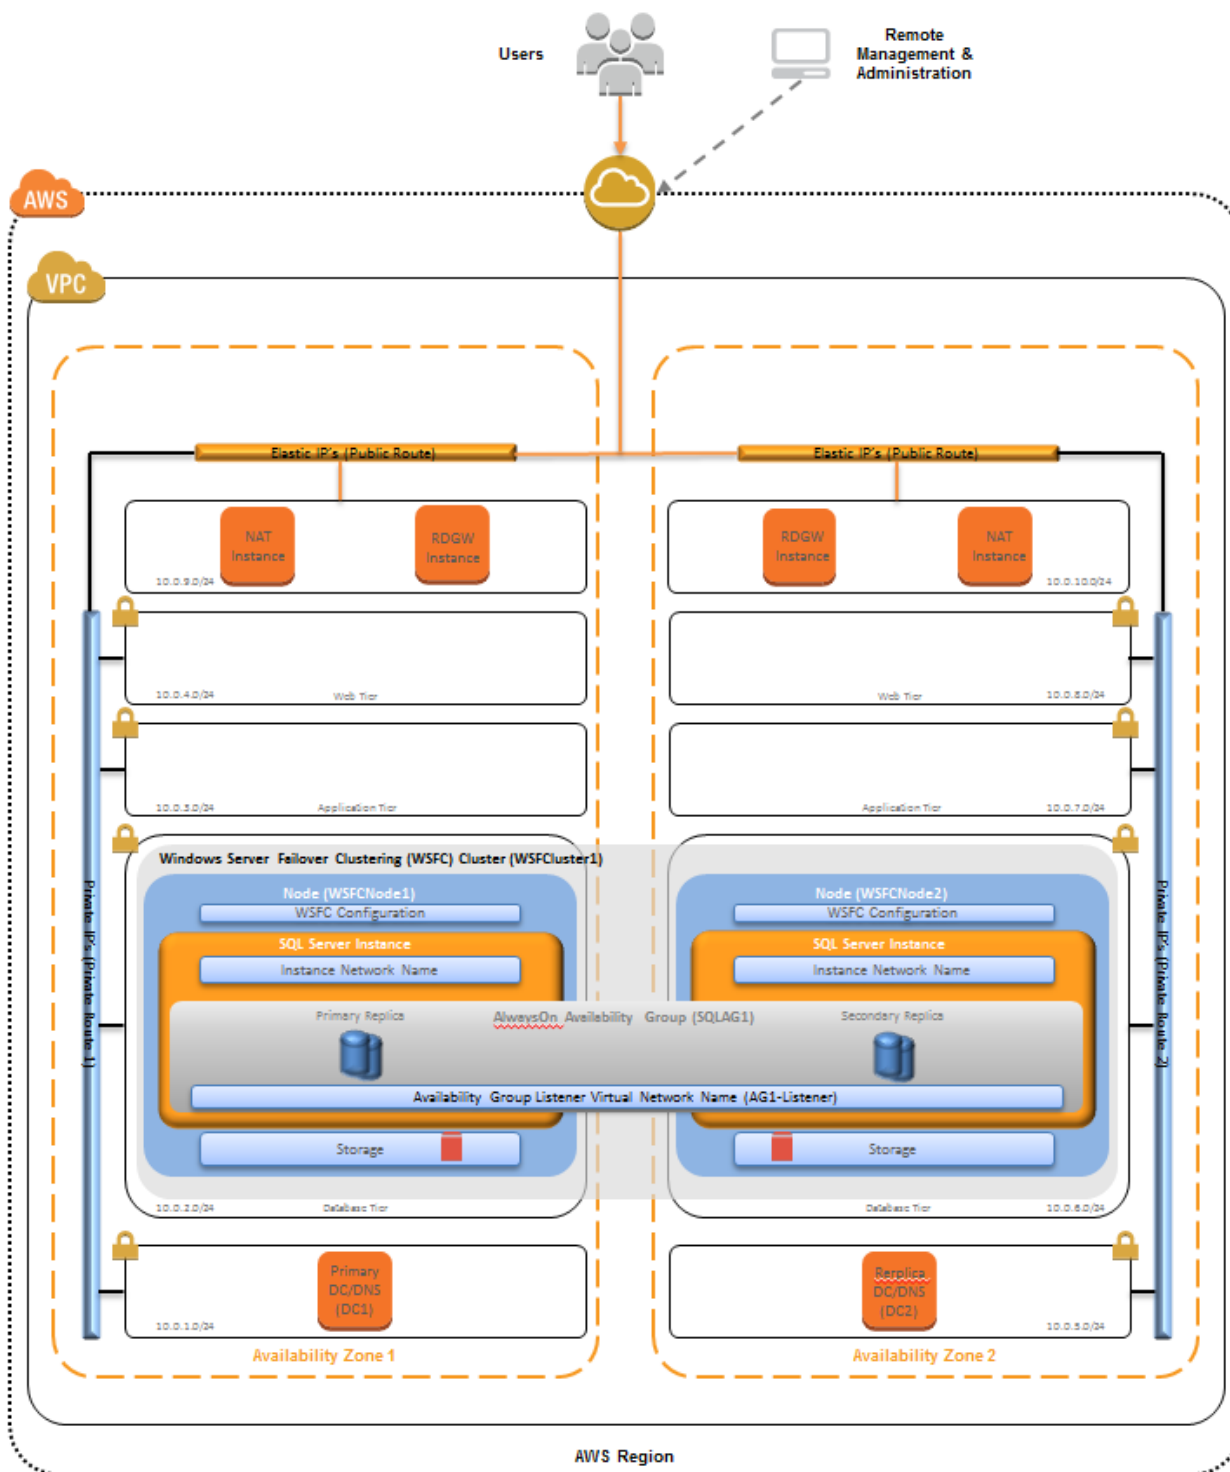 Users
Remote
Management &
Administration
AWS
VPC
Elastic IP's (Public Route)
Elastic IP's (Public Route)
NAT
Instance
RDGW
Instance
10.0.9.0/24
RDGW
Instance
NAT
Instance
10.0.10.0/24
10.0.4.0/24
Web Tier
Web Tier
10.0.8.0/24
10.0.3.0/24
Application Tier
Application Tier
10.0.7.0/24
Private IP's (Private Route 1)
Private IP's (Private Route 2)
Windows Server Failover Clustering (WSFC) Cluster (WSFCluster1)
Node (WSFCNode1)
WSFC Configuration
SQL Server Instance
Instance Network Name
Node (WSFCNode2)
WSFC Configuration
SQL Server Instance
Instance Network Name
Primary Replica
AlwaysOn Availability Group (SQLAG1)
Secondary Replica
Availability Group Listener Virtual Network Name (AG1-Listener)
Storage
Storage
10.0.2.0/24
Database Tier
Database Tier
10.0.6.0/24
Primary
DC/DNS
(DC1)
10.0.1.0/24
Rerplica
DC/DNS
(DC2)
10.0.5.0/24
Availability Zone 1
Availability Zone 2
AWS Region